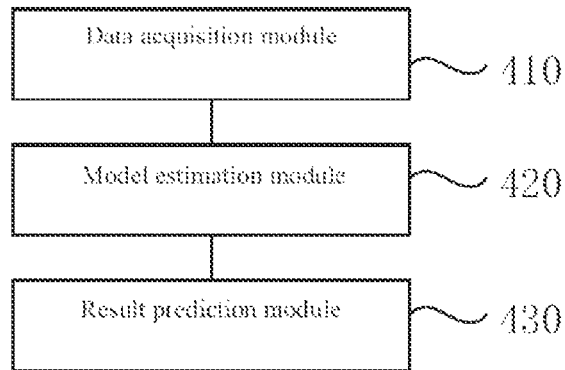 Data acquisition module
410
Model estimation module
420
Result prediction module
430